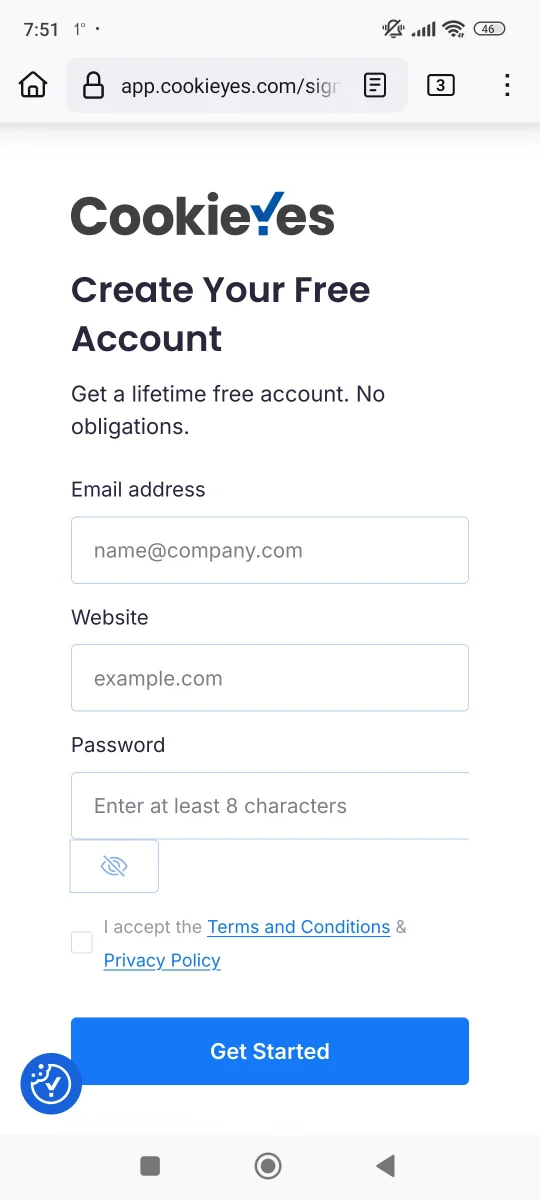 7:51 1°
46
app.cookieyes.com/sign
3
CookieYes
Create Your Free
Account
Get a lifetime free account. No
obligations.
Email address
name@company.com
Website
example.com
Password
Enter at least 8 characters
I accept the Terms and Conditions &
Privacy Policy
Get Started